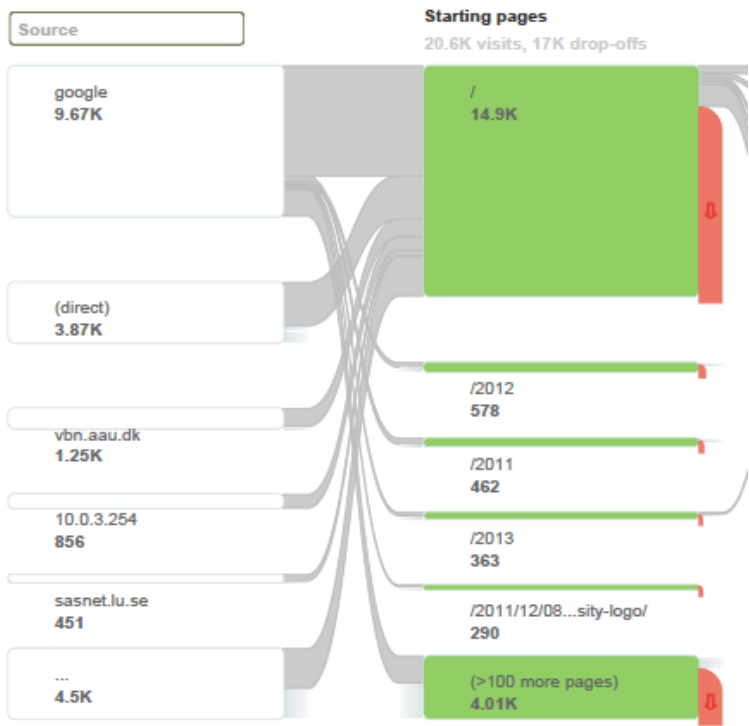 Source
Starting pages
20.6K visits, 17K drop-offs
google
9.67K
(direct)
3.87K
vbn.aau.dk
1.25K
10.0.3.254
856
sasnet.lu.se
451
...
4.5K
/
14.9K
/2012
578
/2011
462
/2013
363
/2011/12/08...sity-logo/
290
(>100 more pages)
4.01K